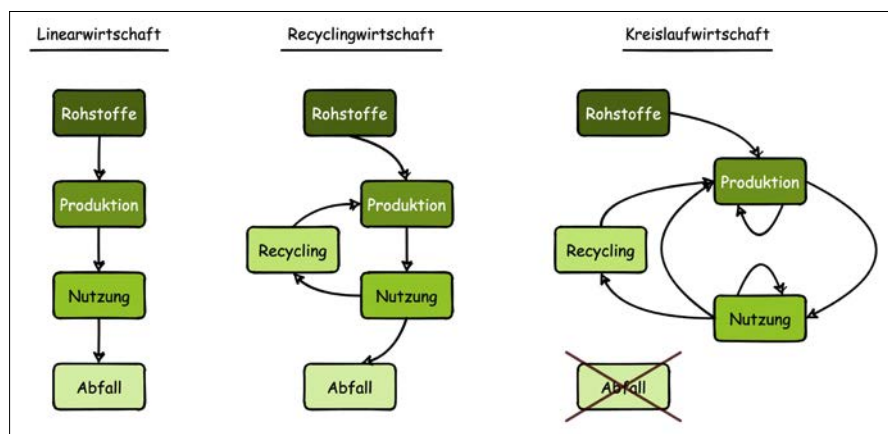 Linearwirtschaft
Rohstoffe
Produktion
Nutzung
Abfall
Recyclingwirtschaft
Rohstoffe
Produktion
Recycling
Nutzung
Abfall
Kreislaufwirtschaft
Rohstoffe
Produktion
Recycling
Nutzung
Abfall